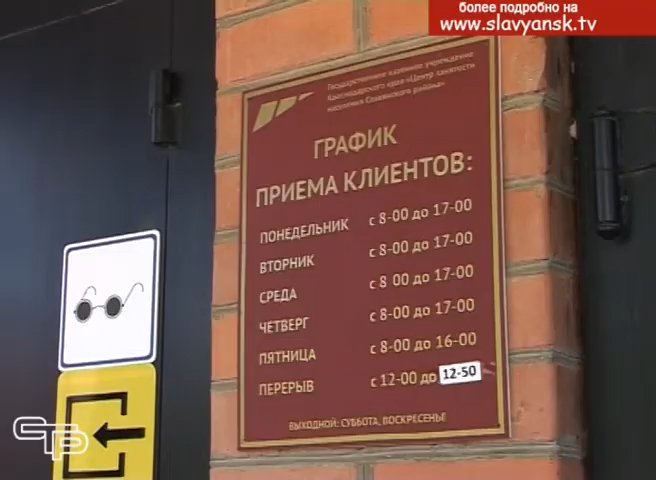 более подробно на
www.slavyansk.tv
Государственное казенное учреждение
Краснодарского края «Центр занятости
населения Славянского района»
ГРАФИК
ПРИЕМА КЛИЕНТОВ:
ПОНЕДЕЛЬНИК с 8-00 до 17-00
ВТОРНИК с 8-00 до 17-00
СРЕДА с 8-00 до 17-00
ЧЕТВЕРГ с 8-00 до 17-00
ПЯТНИЦА с 8-00 до 16-00
ПЕРЕРЫВ с 12-00 до 12-50
ВЫХОДНОЙ: СУББОТА, ВОСКРЕСЕНЬЕ
СТР